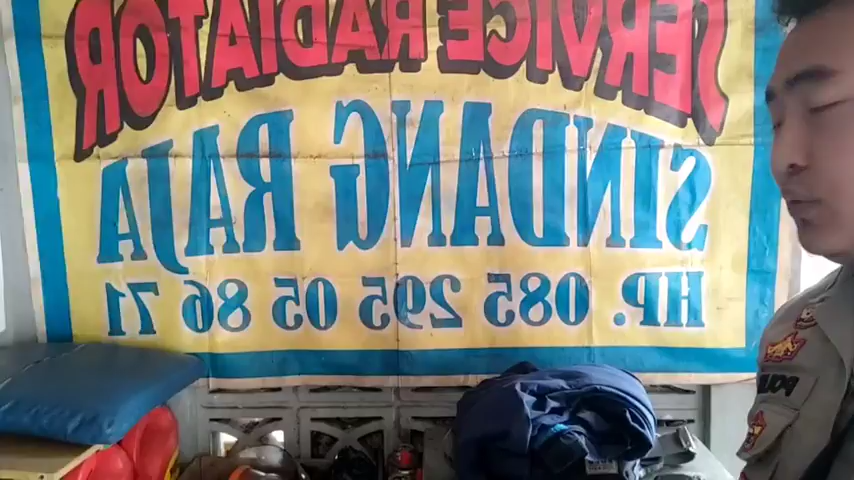 SERVICE RADIATOR
SINDANG RAJA
HP. 085 295 05 86 71